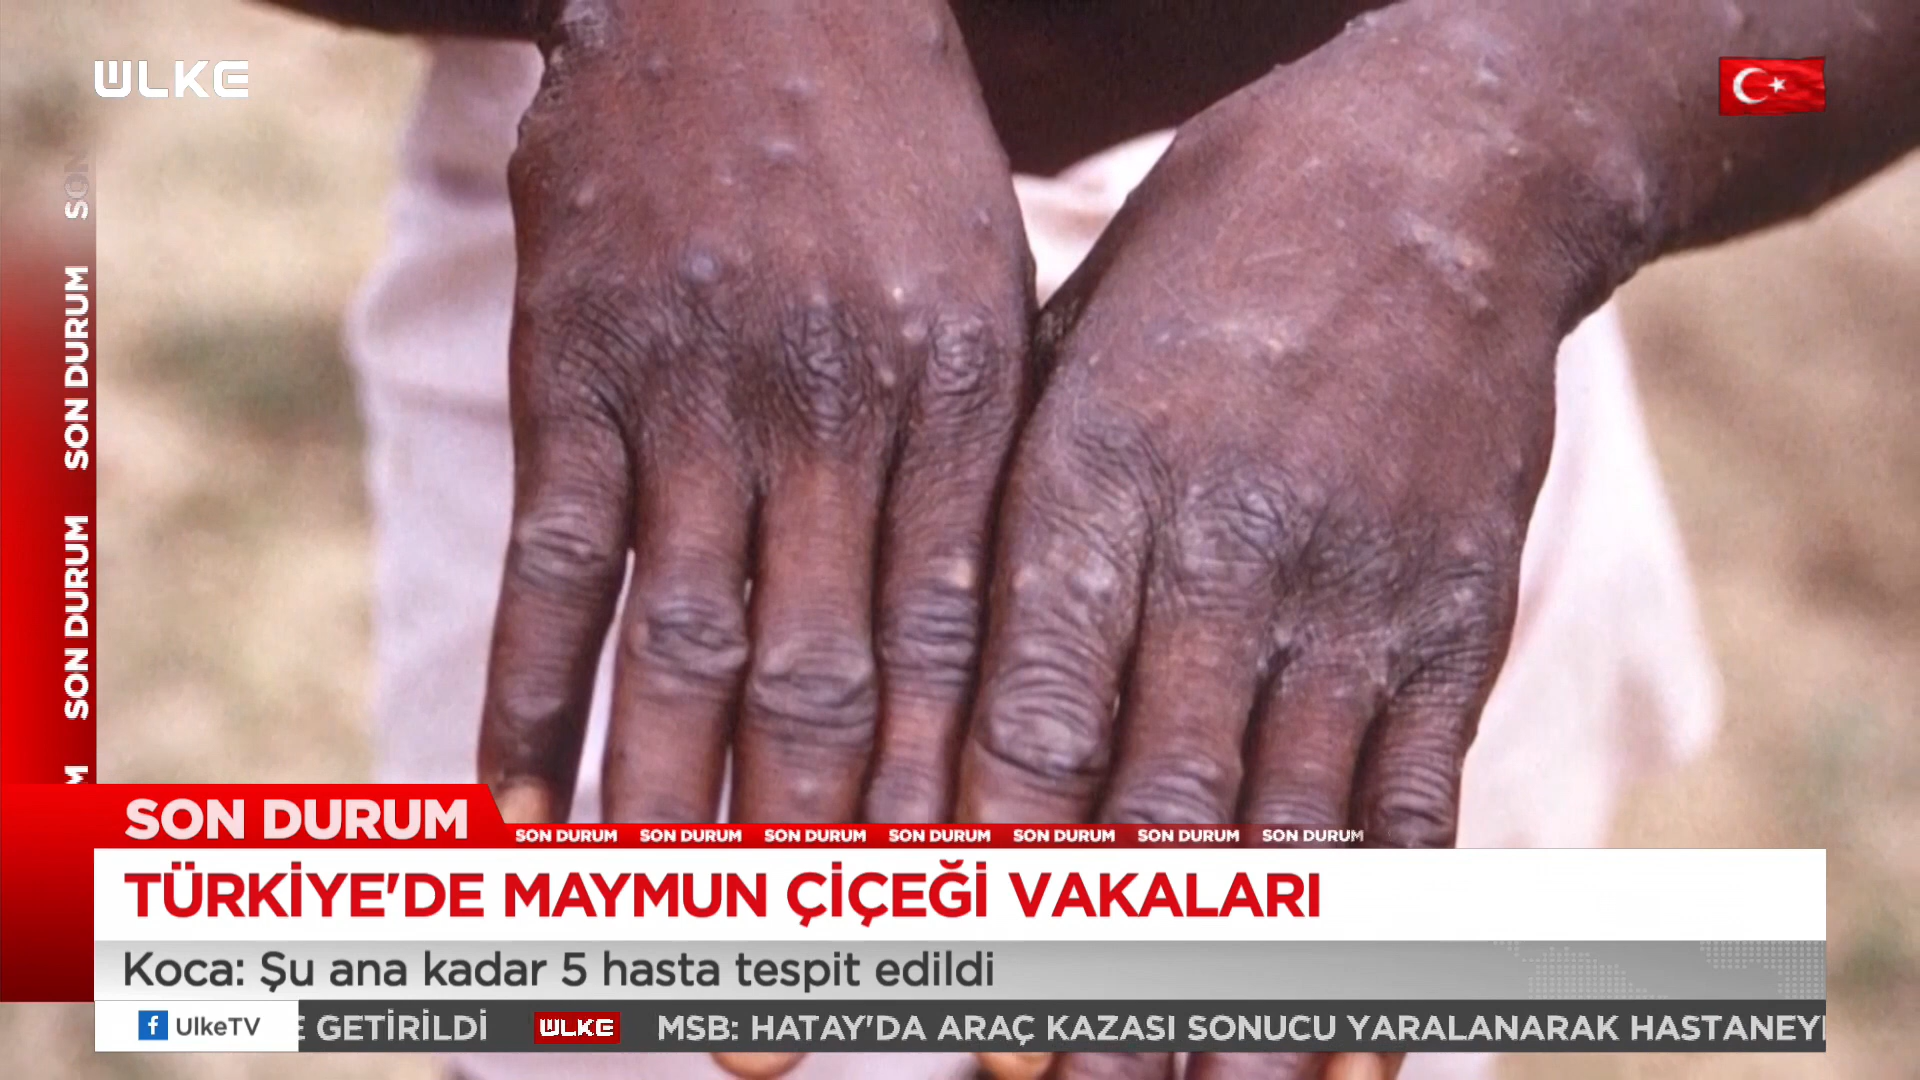 ULKE
SON
SON DURUM
SON DURUM
M
SON DURUM
SON DURUM SON DURUM SON DURUM SON DURUM SON DURUM SON DURUM SON DURUM
TÜRKİYE'DE MAYMUN ÇİÇEĞİ VAKALARI
Koca: Şu ana kadar 5 hasta tespit edildi
UlkeTV E GETİRİLDİ ULKE MSB: HATAY'DA ARAÇ KAZASI SONUCU YARALANARAK HASTANEY